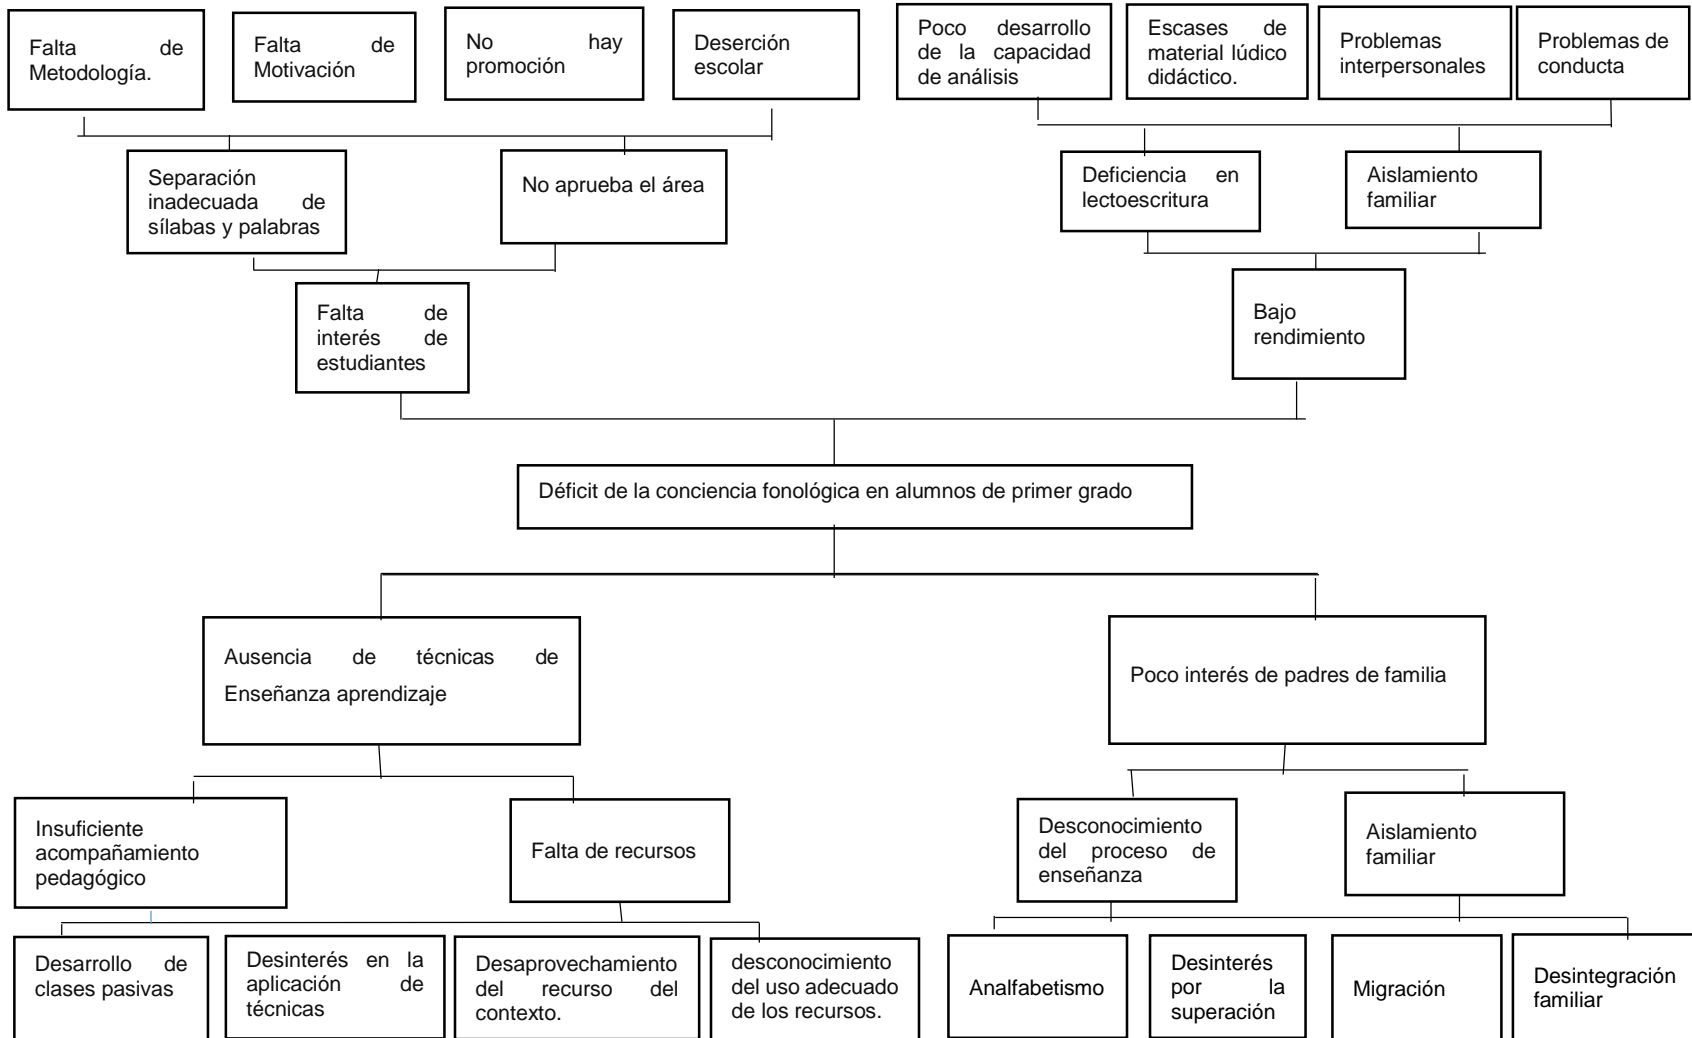 Falta de
Metodología.
Falta de
Motivación
No hay
promoción
Deserción
escolar
Poco desarrollo
de la capacidad
de análisis
Escases de
material lúdico
didáctico.
Problemas
interpersonales
Problemas de
conducta
Separación
inadecuada de
sílabas y palabras
No aprueba el área
Deficiencia en
lectoescritura
Aislamiento
familiar
Falta de
interés de
estudiantes
Bajo
rendimiento
Déficit de la conciencia fonológica en alumnos de primer grado
Ausencia de técnicas de
Enseñanza aprendizaje
Poco interés de padres de familia
Insuficiente
acompañamiento
pedagógico
Falta de recursos
Desconocimiento
del proceso de
enseñanza
Aislamiento
familiar
Desarrollo de
clases pasivas
Desinterés en la
aplicación de
técnicas
Desaprovechamiento
del recurso del
contexto.
desconocimiento
del uso adecuado
de los recursos.
Analfabetismo
Desinterés
por la
superación
Migración
Desintegración
familiar